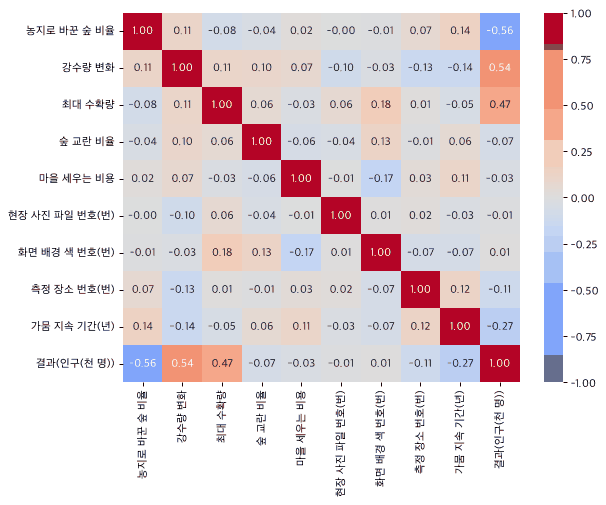 농지로 바꾼 숲 비율 1.00 0.11 -0.08 -0.04 0.02 -0.00 -0.01 0.07 0.14 -0.56
강수량 변화 0.11 1.00 0.11 0.10 0.07 -0.10 -0.03 -0.13 -0.14 0.54
최대 수확량 -0.08 0.11 1.00 0.06 -0.03 0.06 0.18 0.01 -0.05 0.47
숲 교란 비율 -0.04 0.10 0.06 1.00 -0.06 -0.04 0.13 -0.01 0.06 -0.07
마을 세우는 비용 0.02 0.07 -0.03 -0.06 1.00 -0.01 -0.17 0.03 0.11 -0.03
현장 사진 파일 번호(번) -0.00 -0.10 0.06 -0.04 -0.01 1.00 0.01 0.02 -0.03 -0.01
화면 배경 색 번호(번) -0.01 -0.03 0.18 0.13 -0.17 0.01 1.00 -0.07 -0.07 0.01
측정 장소 번호(번) 0.07 -0.13 0.01 -0.01 0.03 0.02 -0.07 1.00 0.12 -0.11
가뭄 지속 기간(년) 0.14 -0.14 -0.05 0.06 0.11 -0.03 -0.07 0.12 1.00 -0.27
결과(인구(천 명)) -0.56 0.54 0.47 -0.07 -0.03 -0.01 0.01 -0.11 -0.27 1.00
농지로 바꾼 숲 비율
강수량 변화
최대 수확량
숲 교란 비율
마을 세우는 비용
현장 사진 파일 번호(번)
화면 배경 색 번호(번)
측정 장소 번호(번)
가뭄 지속 기간(년)
결과(인구(천 명))
1.00
0.75
0.50
0.25
0.00
-0.25
-0.50
-0.75
-1.00